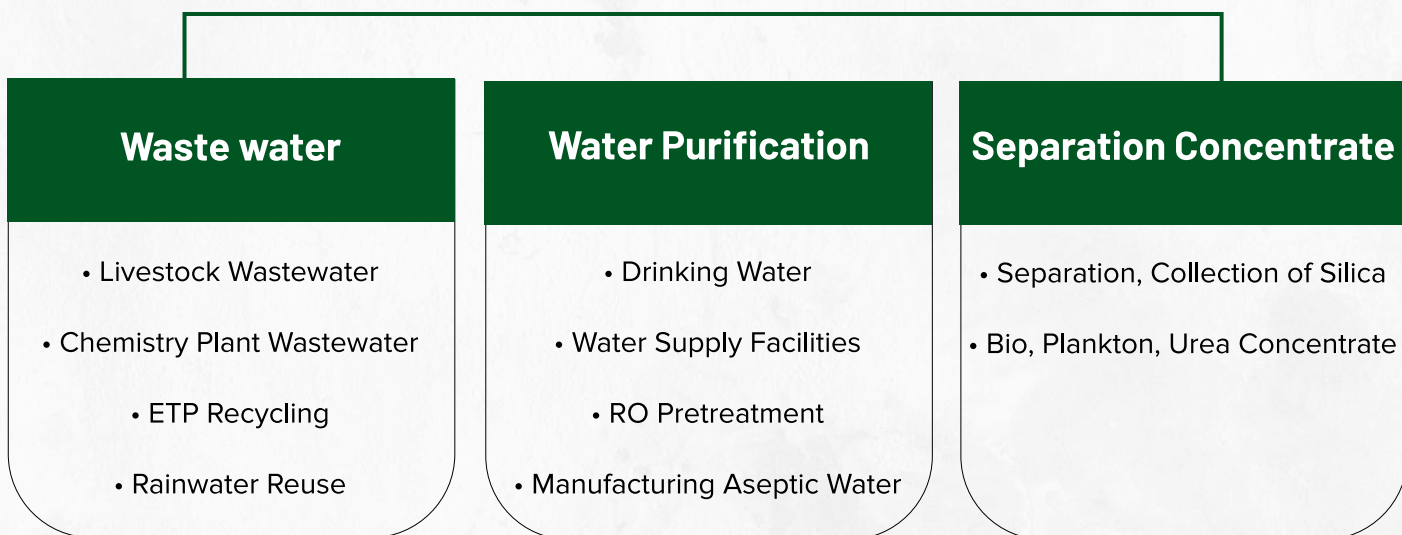 Waste water
• Livestock Wastewater
• Chemistry Plant Wastewater
• ETP Recycling
• Rainwater Reuse
Water Purification
• Drinking Water
• Water Supply Facilities
• RO Pretreatment
• Manufacturing Aseptic Water
Separation Concentrate
• Separation, Collection of Silica
• Bio, Plankton, Urea Concentrate